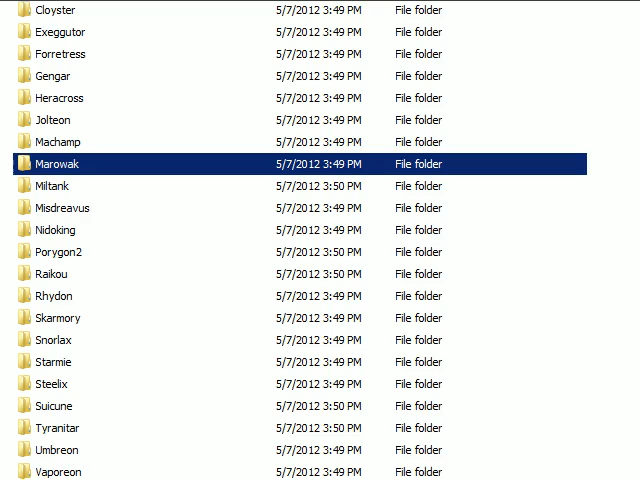 Cloyster 5/7/2012 3:49 PM File folder
Exeggutor 5/7/2012 3:49 PM File folder
Forretress 5/7/2012 3:49 PM File folder
Gengar 5/7/2012 3:49 PM File folder
Heracross 5/7/2012 3:49 PM File folder
Jolteon 5/7/2012 3:49 PM File folder
Machamp 5/7/2012 3:49 PM File folder
Marowak 5/7/2012 3:49 PM File folder
Miltank 5/7/2012 3:50 PM File folder
Misdreavus 5/7/2012 3:49 PM File folder
Nidoking 5/7/2012 3:49 PM File folder
Porygon2 5/7/2012 3:50 PM File folder
Raikou 5/7/2012 3:50 PM File folder
Rhydon 5/7/2012 3:49 PM File folder
Skarmory 5/7/2012 3:49 PM File folder
Snorlax 5/7/2012 3:49 PM File folder
Starmie 5/7/2012 3:49 PM File folder
Steelix 5/7/2012 3:49 PM File folder
Suicune 5/7/2012 3:50 PM File folder
Tyranitar 5/7/2012 3:50 PM File folder
Umbreon 5/7/2012 3:49 PM File folder
Vaporeon 5/7/2012 3:49 PM File folder